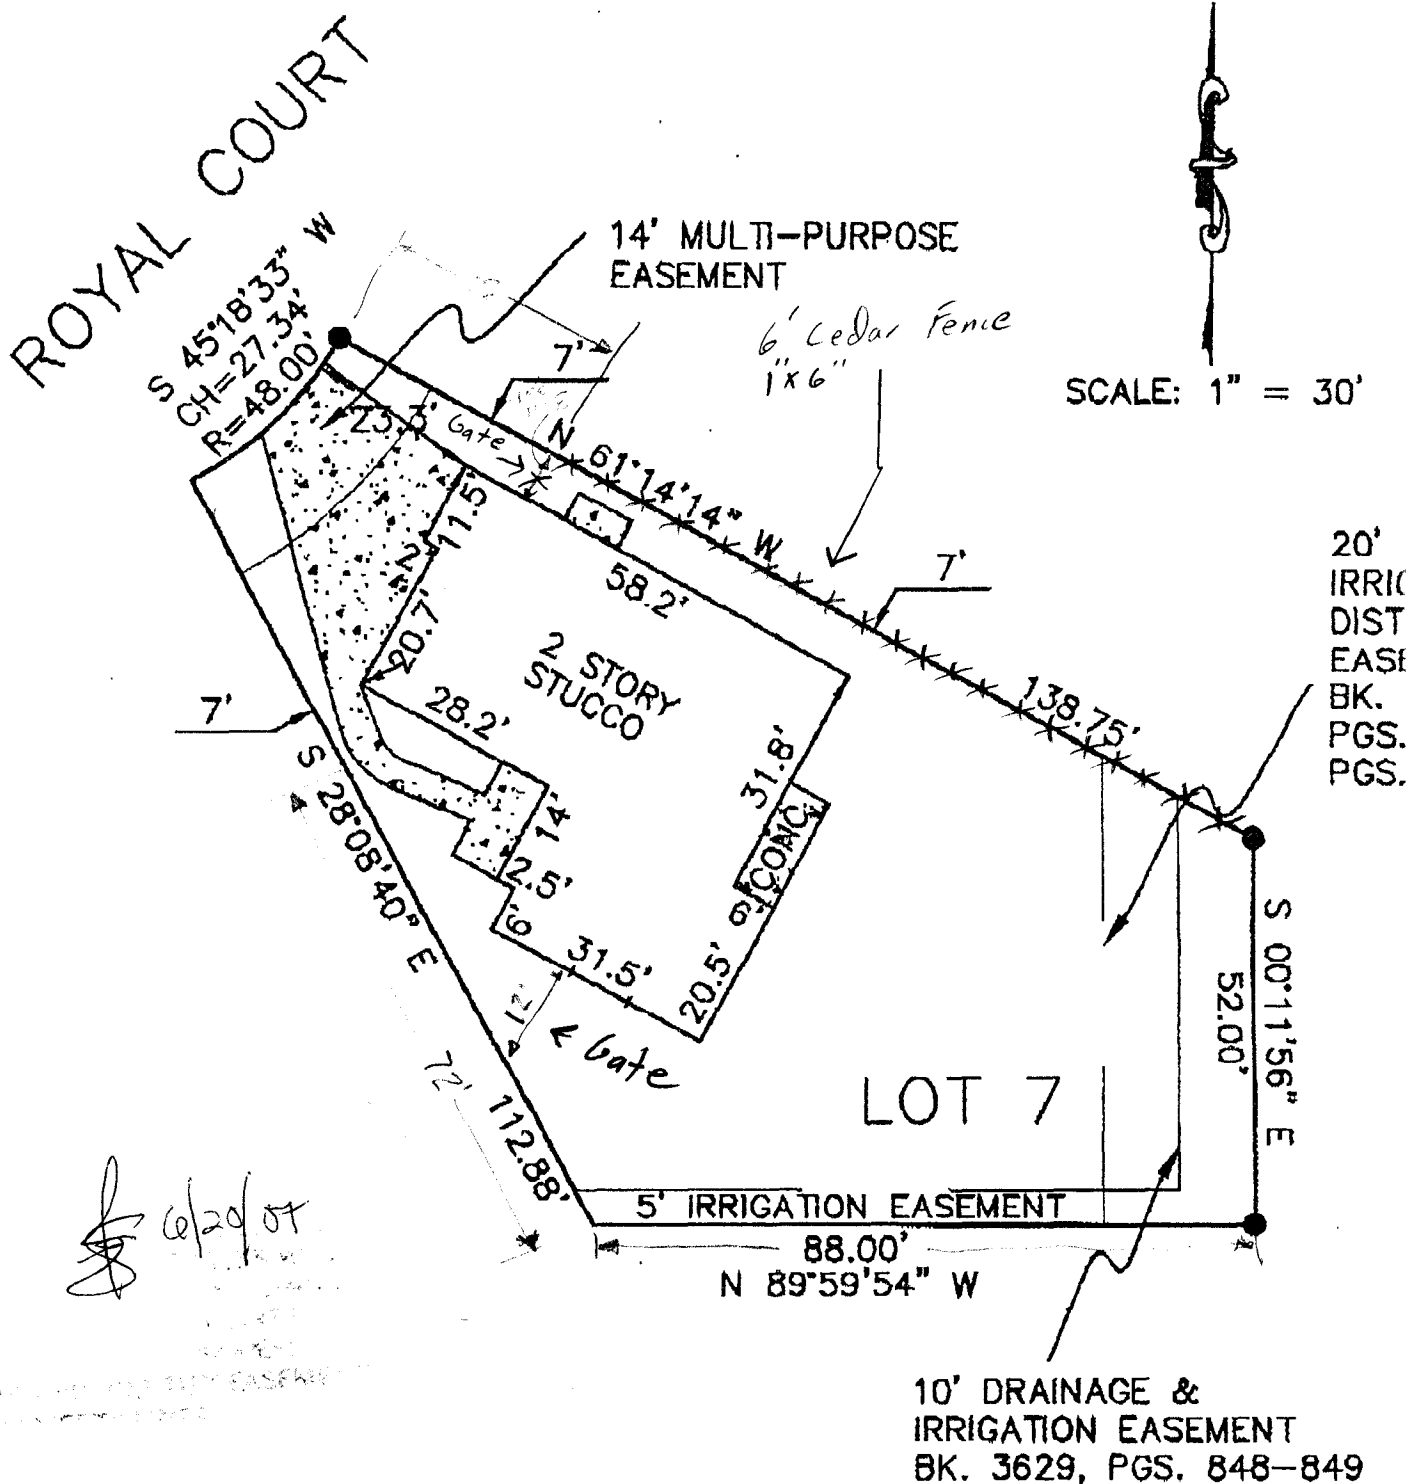 ROYAL COURT
S 45°18'33" W
CH=27.34'
R=48.00'
14' MULTI-PURPOSE
EASEMENT
6' Cedar Fence
1"x6"
SCALE: 1" = 30'
7'
23.3'
Gate
N 61°14'14" W
138.75'
7'
11.5'
2'
20.7'
58.2'
2 STORY
STUCCO
28.2'
7'
S 28°08'40" E
112.88'
14'
2.5'
6'
31.5'
31.8'
CONC.
6'
20.5'
12'
Gate
72'
20'
IRRI
DIST
EASE
BK.
PGS.
PGS.
S 00°11'56" E
52.00'
LOT 7
5' IRRIGATION EASEMENT
88.00'
N 89°59'54" W
6/20/07
EASEME
10' DRAINAGE &
IRRIGATION EASEMENT
BK. 3629, PGS. 848-849